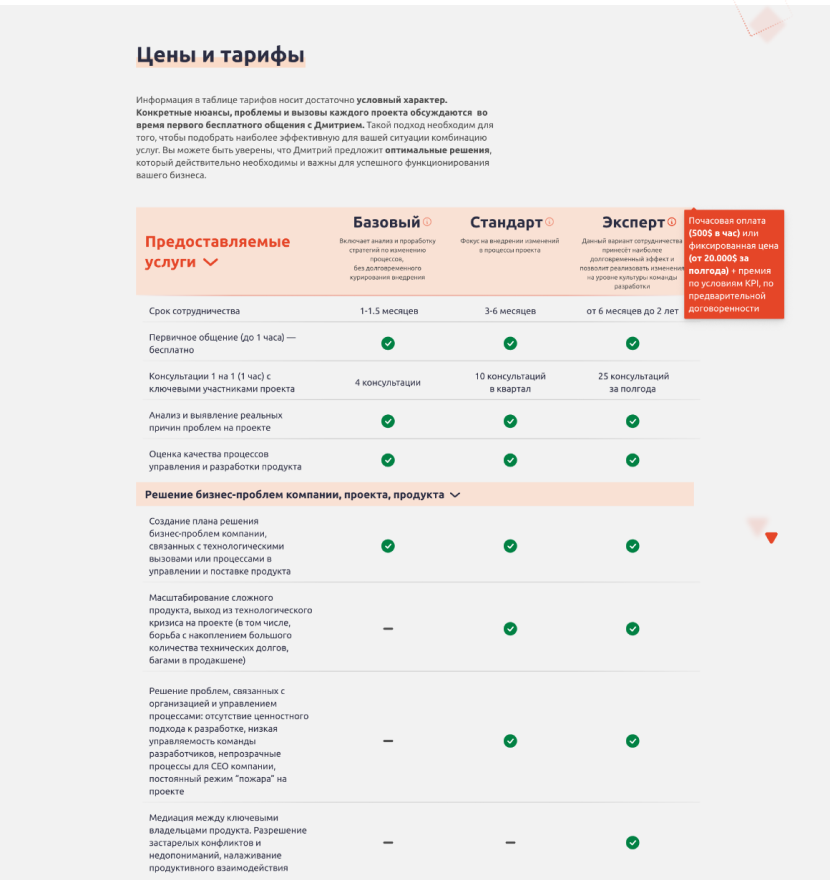 Цены и тарифы
Информация в таблице тарифов носит достаточно условный характер.
Конкретные нюансы, проблемы и вызовы каждого проекта обсуждаются во
время первого бесплатного общения с Дмитрием. Такой подход необходим для
того, чтобы подобрать наиболее эффективную для вашей ситуации комбинацию
услуг. Вы можете быть уверены, что Дмитрий предложит оптимальные решения,
который действительно необходимы и важны для успешного функционирования
вашего бизнеса.
Предоставляемые
услуги
Базовый
Включает анализ и проработку
стратегий по изменению
процессов,
без долговременного
курирования внедрения
Стандарт
Фокус на внедрении изменений
в процессы проекта
Эксперт
Данный вариант сотрудничества
принесёт наиболее
долговременный эффект и
позволит реализовать изменения
на уровне культуры команды
разработки
Почасовая оплата
(500$ в час) или
фиксированная цена
(от 20.000$ за
полгода) + премия
по условиям KPI, по
предварительной
договоренности
Срок сотрудничества
1-1.5 месяцев
3-6 месяцев
от 6 месяцев до 2 лет
Первичное общение (до 1 часа) —
бесплатно
Консультации 1 на 1 (1 час) с
ключевыми участниками проекта
4 консультации
10 консультаций
в квартал
25 консультаций
за полгода
Анализ и выявление реальных
причин проблем на проекте
Оценка качества процессов
управления и разработки продукта
Решение бизнес-проблем компании, проекта, продукта
Создание плана решения
бизнес-проблем компании,
связанных с технологическими
вызовами или процессами в
управлении и поставке продукта
Масштабирование сложного
продукта, выход из технологического
кризиса на проекте (в том числе,
борьба с накоплением большого
количества технических долгов,
багами в продакшене)
—
Решение проблем, связанных с
организацией и управлением
процессами: отсутствие ценностного
подхода к разработке, низкая
управляемость команды
разработчиков, непрозрачные
процессы для CEO компании,
постоянный режим "пожара" на
проекте
—
Медиация между ключевыми
владельцами продукта. Разрешение
застарелых конфликтов и
недопониманий, налаживание
продуктивного взаимодействия
—
—